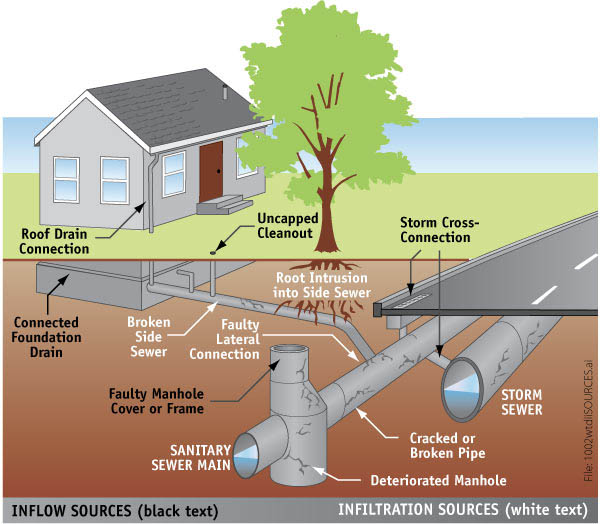 Roof Drain
Connection
Uncapped
Cleanout
Storm Cross-
Connection
Root Intrusion
into Side Sewer
Connected
Foundation
Drain
Broken
Side
Sewer
Faulty
Lateral
Connection
Faulty Manhole
Cover or Frame
STORM
SEWER
SANITARY
SEWER MAIN
Cracked or
Broken Pipe
Deteriorated Manhole
File: 1002wtdiiSOURCES.ai
INFLOW SOURCES (black text)
INFILTRATION SOURCES (white text)